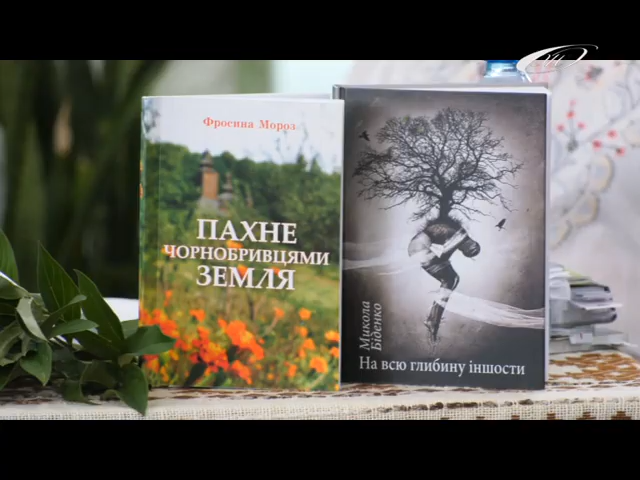 Фросина Мороз
ПАХНЕ
ЧОРНОБРИВЦЯМИ
ЗЕМЛЯ
Микола
Біденко
На всю глибину іншости